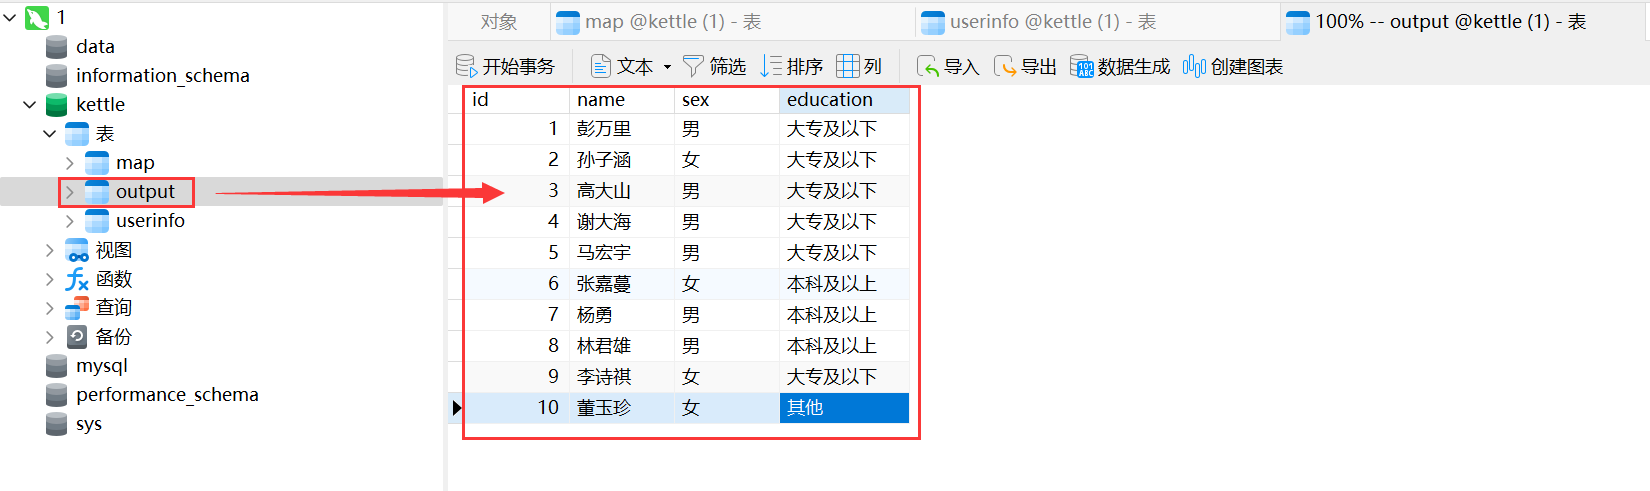 1
data
information_schema
kettle
表
map
output
userinfo
视图
函数
查询
备份
mysql
performance_schema
sys
对象 map @kettle (1) - 表 userinfo @kettle (1) - 表 100% -- output @kettle (1) - 表
开始事务 文本 筛选 排序 列 导入 导出 数据生成 创建图表
id name sex education
1 彭万里 男 大专及以下
2 孙子涵 女 大专及以下
3 高大山 男 大专及以下
4 谢大海 男 大专及以下
5 马宏宇 男 大专及以下
6 张嘉蔓 女 本科及以上
7 杨勇 男 本科及以上
8 林君雄 男 本科及以上
9 李诗祺 女 大专及以下
10 董玉珍 女 其他